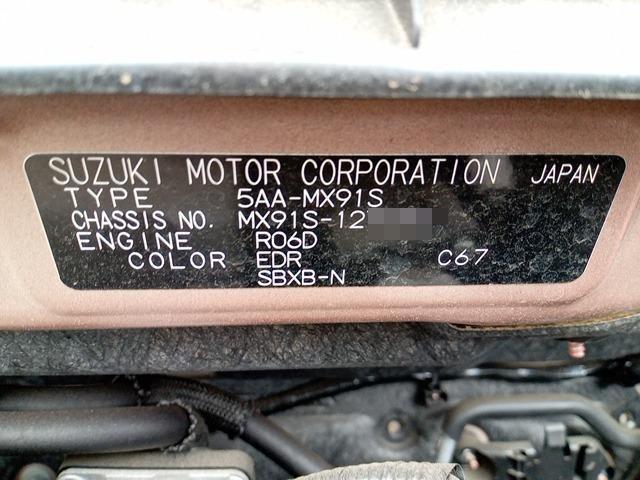 SUZUKI MOTOR CORPORATION JAPAN
TYPE 5AA-MX91S
CHASSIS NO. MX91S-12
ENGINE R06D
COLOR EDR C67
SBXB-N